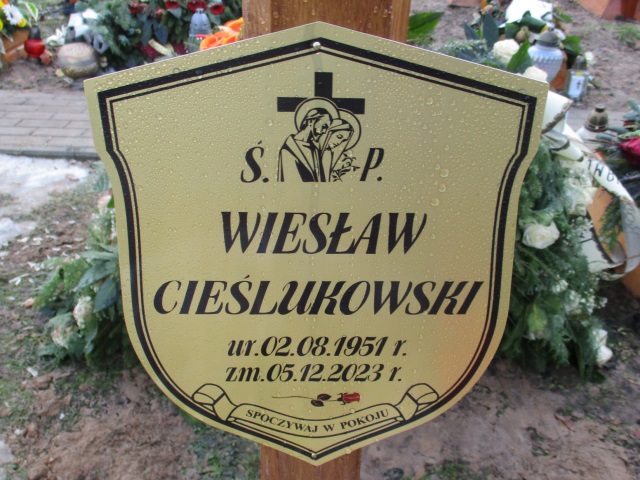 Ś. P.
WIESŁAW
CIEŚLUKOWSKI
ur.02.08.1951 r.
zm.05.12.2023 r.
SPOCZYWAJ W POKOJU